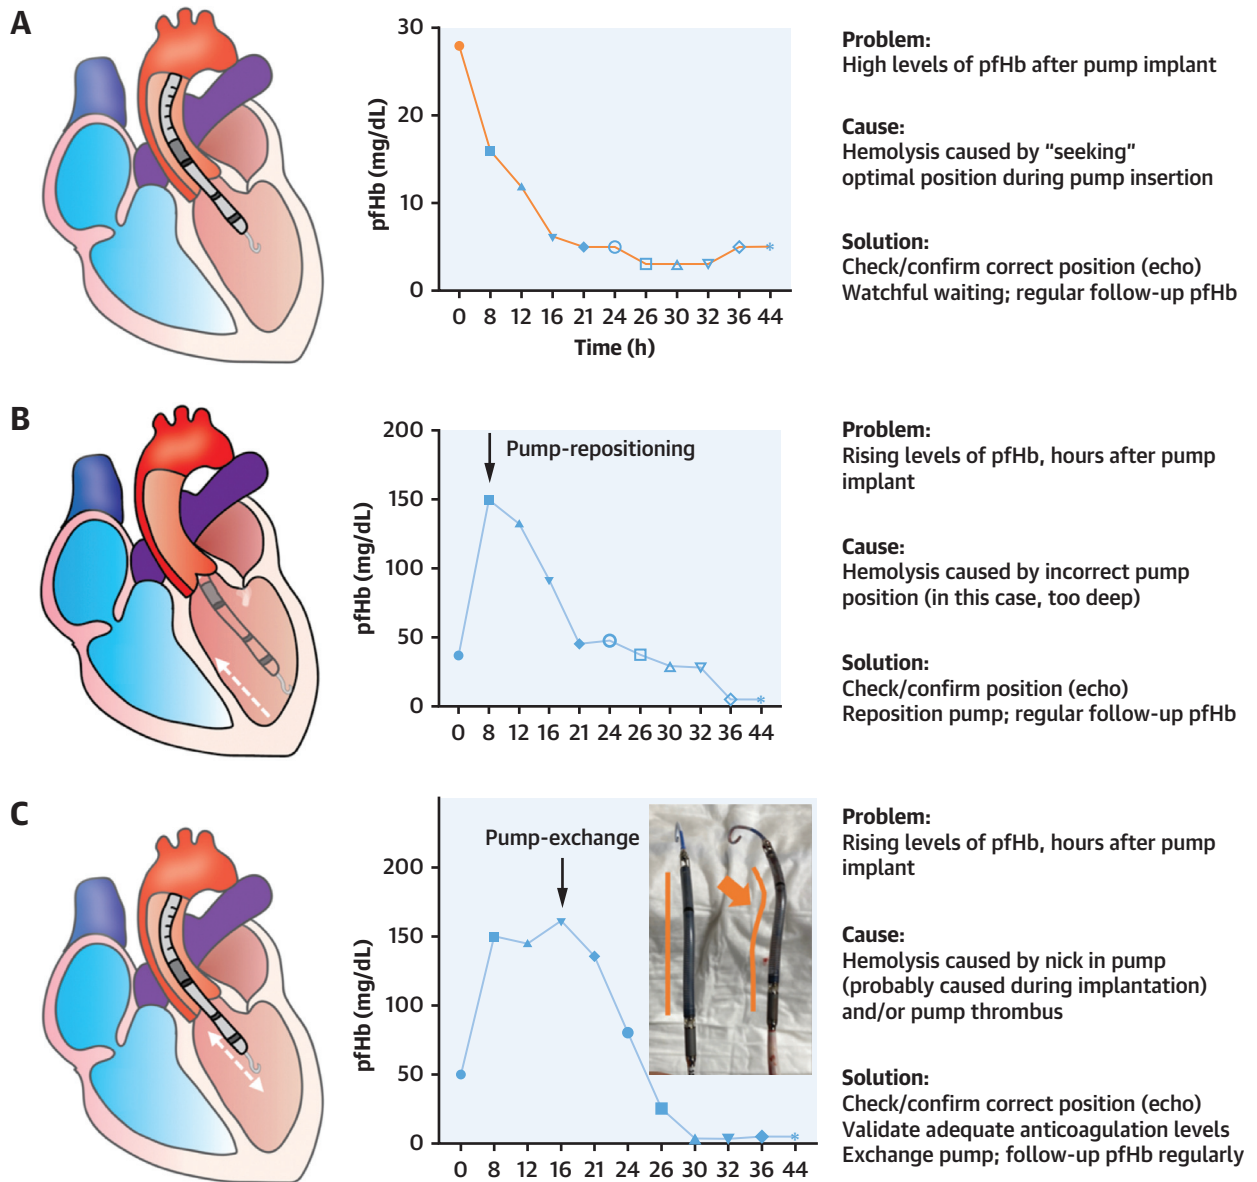 A
30
20
10
0
pfHb (mg/dL)
0 8 12 16 21 24 26 30 32 36 44
Time (h)
Problem:
High levels of pfHb after pump implant
Cause:
Hemolysis caused by “seeking”
optimal position during pump insertion
Solution:
Check/confirm correct position (echo)
Watchful waiting; regular follow-up pfHb
B
200
150
100
50
0
pfHb (mg/dL)
Pump-repositioning
0 8 12 16 21 24 26 30 32 36 44
Problem:
Rising levels of pfHb, hours after pump
implant
Cause:
Hemolysis caused by incorrect pump
position (in this case, too deep)
Solution:
Check/confirm position (echo)
Reposition pump; regular follow-up pfHb
C
200
150
100
50
0
pfHb (mg/dL)
Pump-exchange
0 8 12 16 21 24 26 30 32 36 44
Problem:
Rising levels of pfHb, hours after pump
implant
Cause:
Hemolysis caused by nick in pump
(probably caused during implantation)
and/or pump thrombus
Solution:
Check/confirm correct position (echo)
Validate adequate anticoagulation levels
Exchange pump; follow-up pfHb regularly